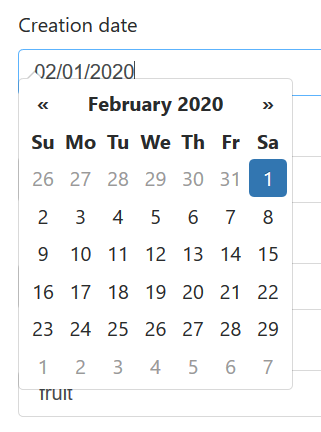 Creation date
02/01/2020
« February 2020 »
Su Mo Tu We Th Fr Sa
26 27 28 29 30 31 1
2 3 4 5 6 7 8
9 10 11 12 13 14 15
16 17 18 19 20 21 22
23 24 25 26 27 28 29
1 2 3 4 5 6 7
fruit